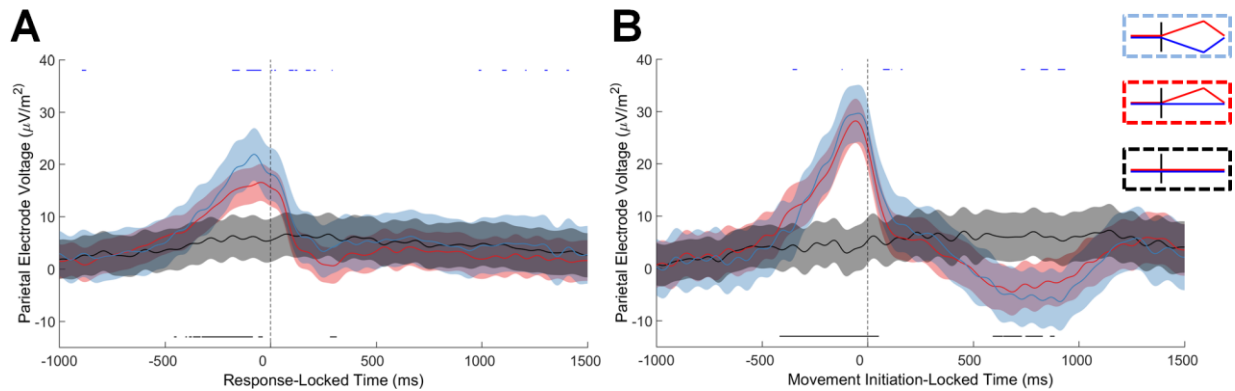 A
Parietal Electrode Voltage (μV/m²)
40
30
20
10
0
-10
-1000 -500 0 500 1000 1500
Response-Locked Time (ms)
B
Parietal Electrode Voltage (μV/m²)
40
30
20
10
0
-10
-1000 -500 0 500 1000 1500
Movement Initiation-Locked Time (ms)